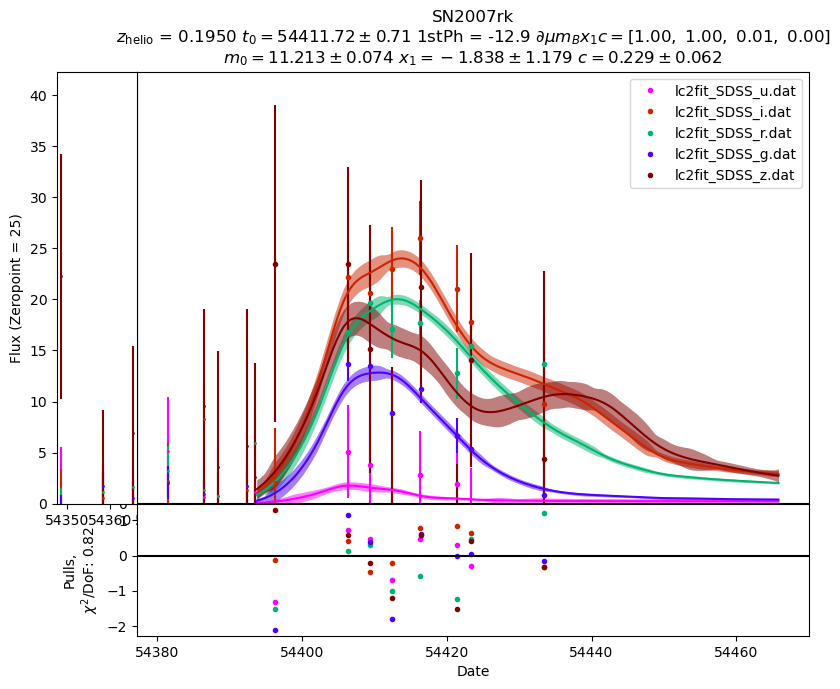 SN2007rk
z_helio = 0.1950 t_0 = 54411.72 ± 0.71 1stPh = -12.9 ∂μm_Bx_1c = [1.00, 1.00, 0.01, 0.00]
m_0 = 11.213 ± 0.074 x_1 = −1.838 ± 1.179 c = 0.229 ± 0.062
lc2fit_SDSS_u.dat
lc2fit_SDSS_i.dat
lc2fit_SDSS_r.dat
lc2fit_SDSS_g.dat
lc2fit_SDSS_z.dat
Flux (Zeropoint = 25)
40
35
30
25
20
15
10
5
0
54350
54360
1
0
−1
−2
Pulls,
χ²/DoF: 0.82
54380
54400
54420
54440
54460
Date